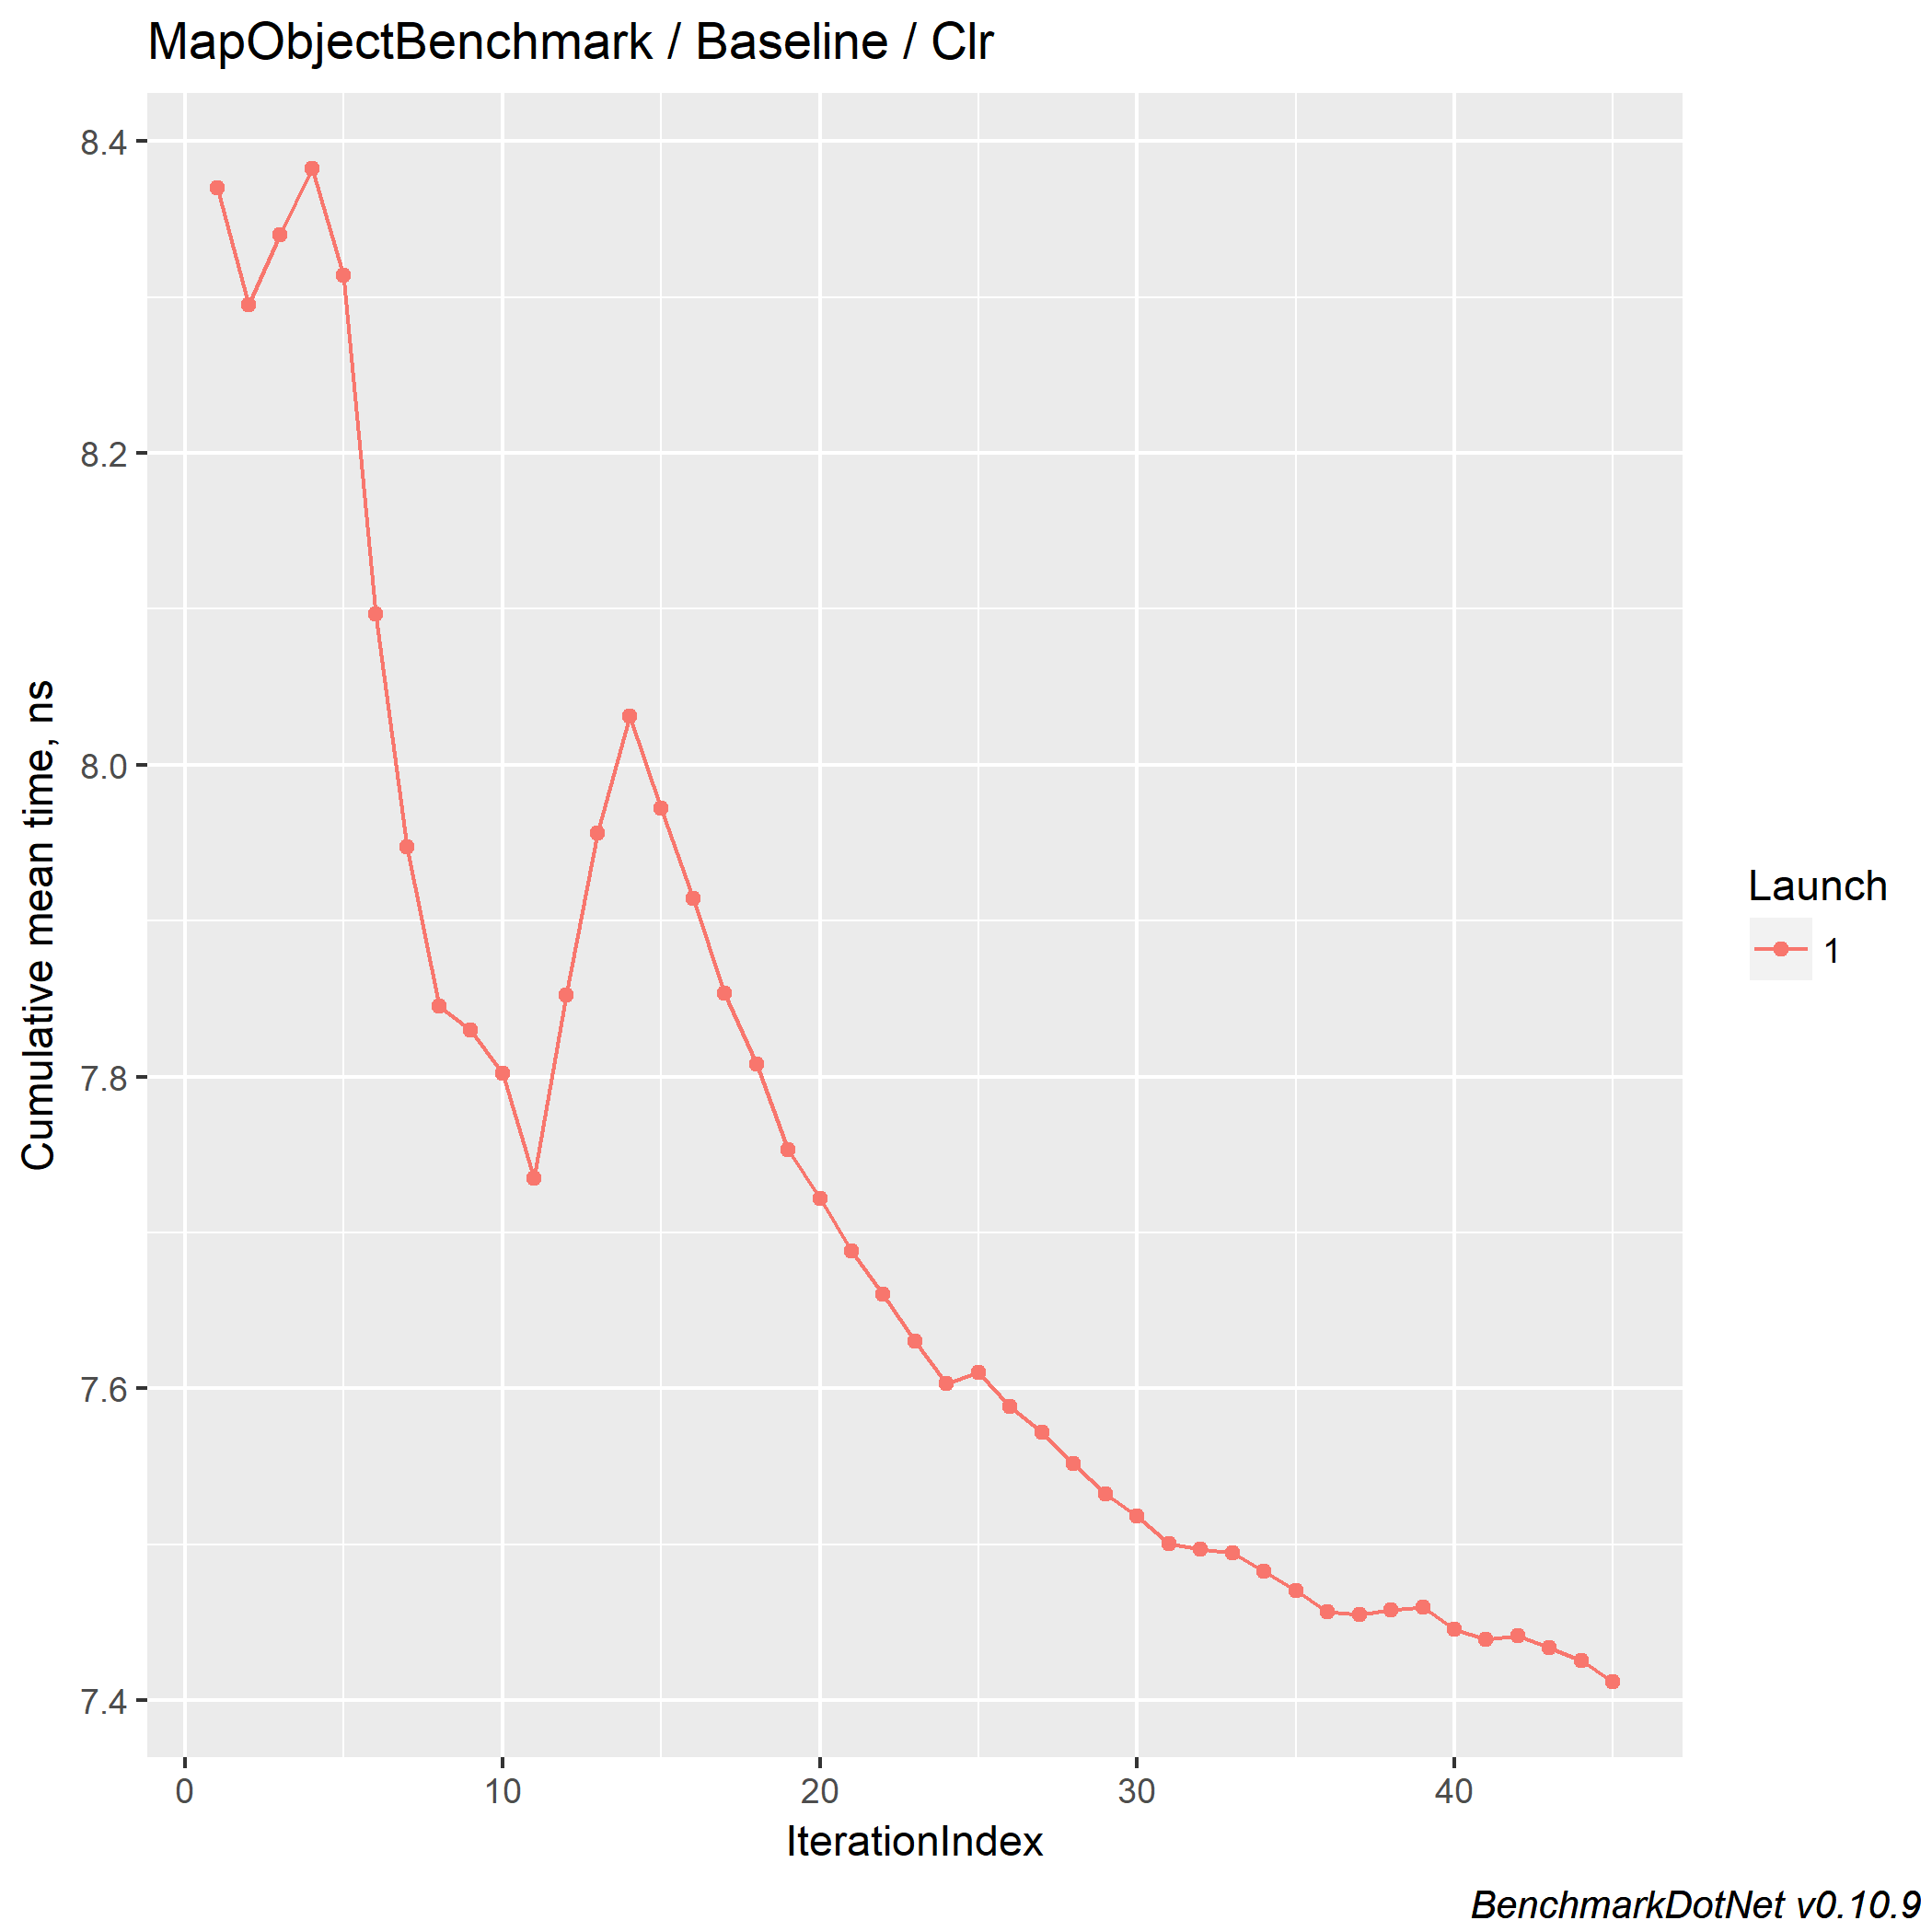 MapObjectBenchmark / Baseline / Clr
Cumulative mean time, ns
8.4
8.2
8.0
7.8
7.6
7.4
0 10 20 30 40
IterationIndex
Launch
1
BenchmarkDotNet v0.10.9